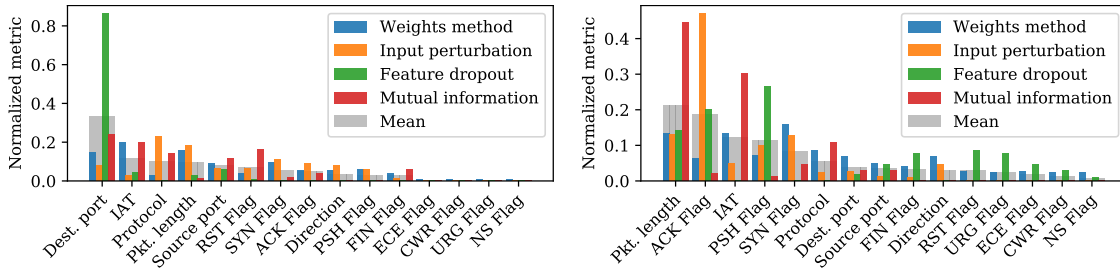 Normalized metric
0.8
0.6
0.4
0.2
0.0
Weights method
Input perturbation
Feature dropout
Mutual information
Mean
Dest. port
IAT
Protocol
Pkt. length
Source port
RST Flag
SYN Flag
ACK Flag
Direction
PSH Flag
FIN Flag
ECE Flag
CWR Flag
URG Flag
NS Flag
Normalized metric
0.4
0.3
0.2
0.1
0.0
Weights method
Input perturbation
Feature dropout
Mutual information
Mean
Pkt. length
ACK Flag
IAT
PSH Flag
SYN Flag
Protocol
Dest. port
Source port
FIN Flag
Direction
RST Flag
URG Flag
ECE Flag
CWR Flag
NS Flag